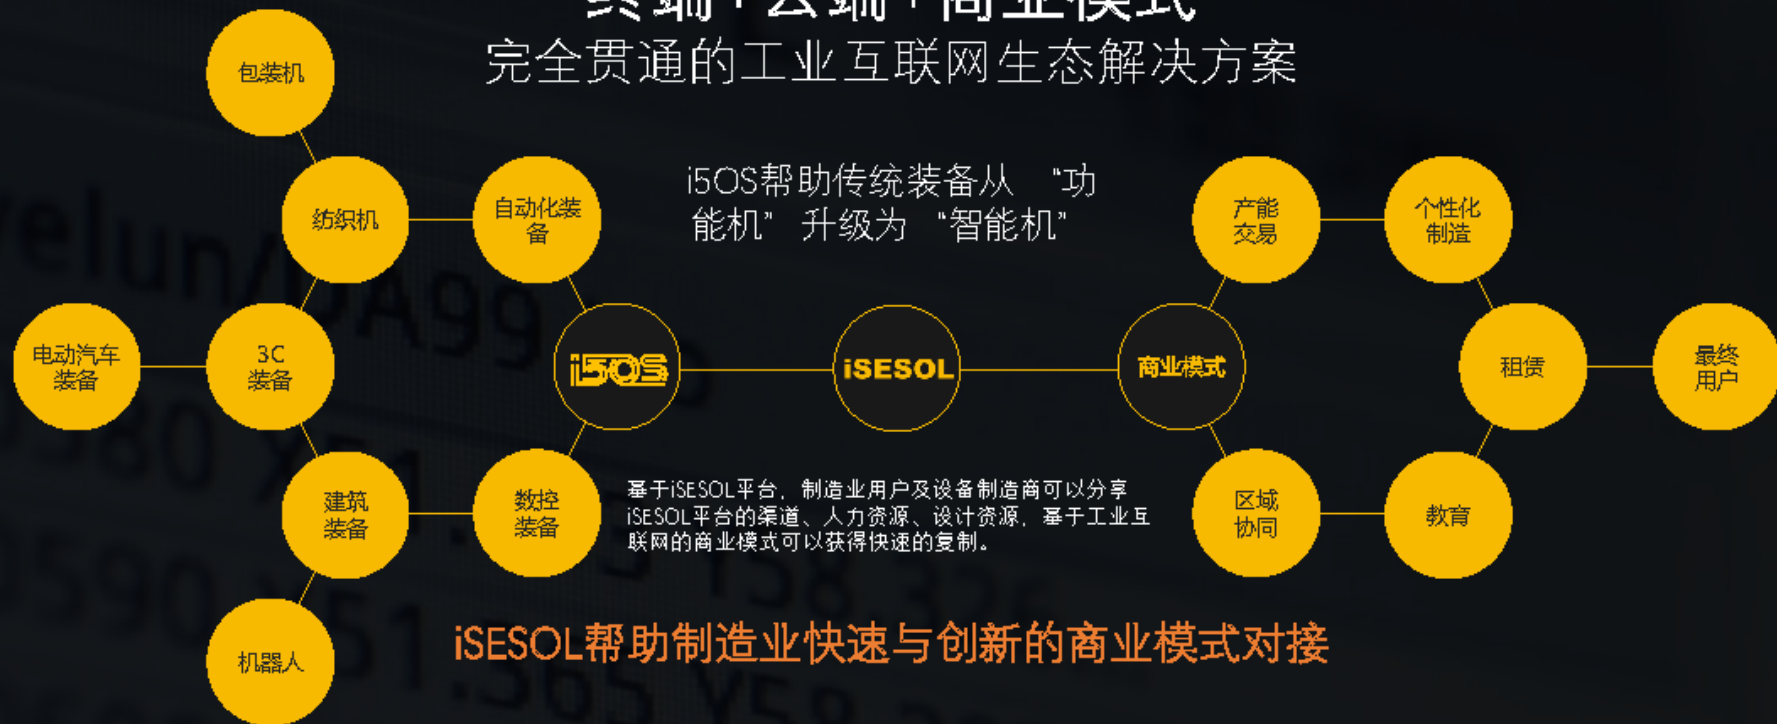 终端+云端+商业模式
完全贯通的工业互联网生态解决方案
包装机
i5OS帮助传统装备从 “功
能机” 升级为 “智能机”
纺织机
自动化装
备
产能
交易
个性化
制造
电动汽车
装备
3C
装备
i5OS
iSESOL
商业模式
租赁
最终
用户
建筑
装备
数控
装备
基于iSESOL平台，制造业用户及设备制造商可以分享
iSESOL平台的渠道、人力资源、设计资源，基于工业互
联网的商业模式可以获得快速的复制。
区域
协同
教育
机器人
iSESOL帮助制造业快速与创新的商业模式对接